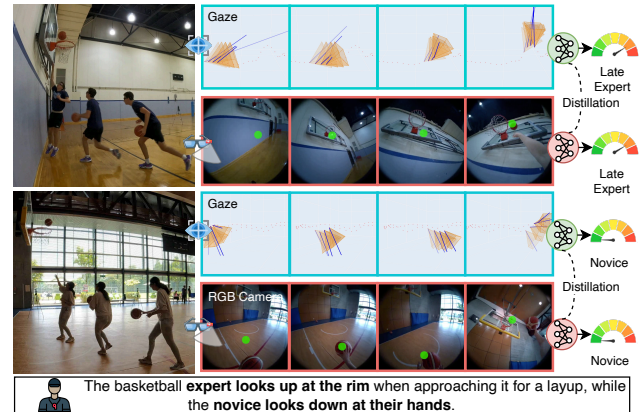 Gaze
Late
Expert
Distillation
Late
Expert
Gaze
Novice
Distillation
RGB Camera
Novice
The basketball expert looks up at the rim when approaching it for a layup, while
the novice looks down at their hands.